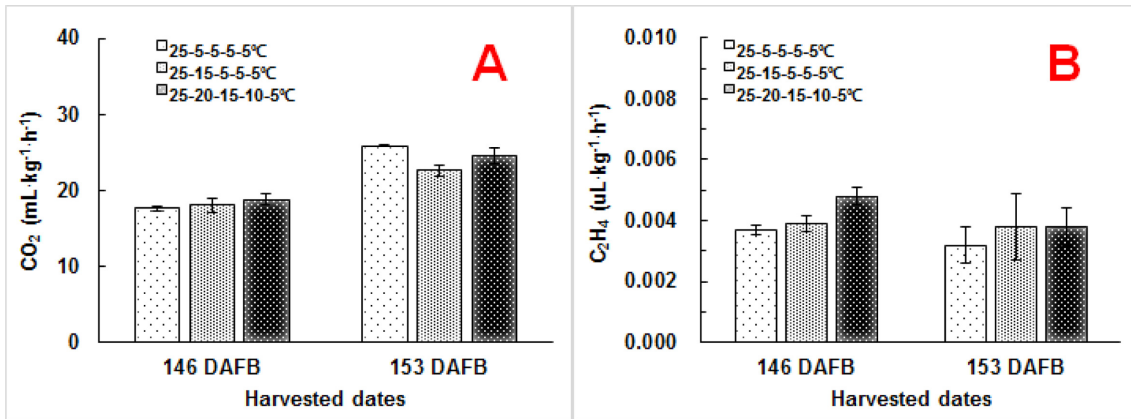 40
30
20
10
0
CO₂ (mL·kg⁻¹·h⁻¹)
25-5-5-5-5℃
25-15-5-5-5℃
25-20-15-10-5℃
A
146 DAFB
153 DAFB
Harvested dates
0.010
0.008
0.006
0.004
0.002
0.000
C₂H₄ (uL·kg⁻¹·h⁻¹)
25-5-5-5-5℃
25-15-5-5-5℃
25-20-15-10-5℃
B
146 DAFB
153 DAFB
Harvested dates